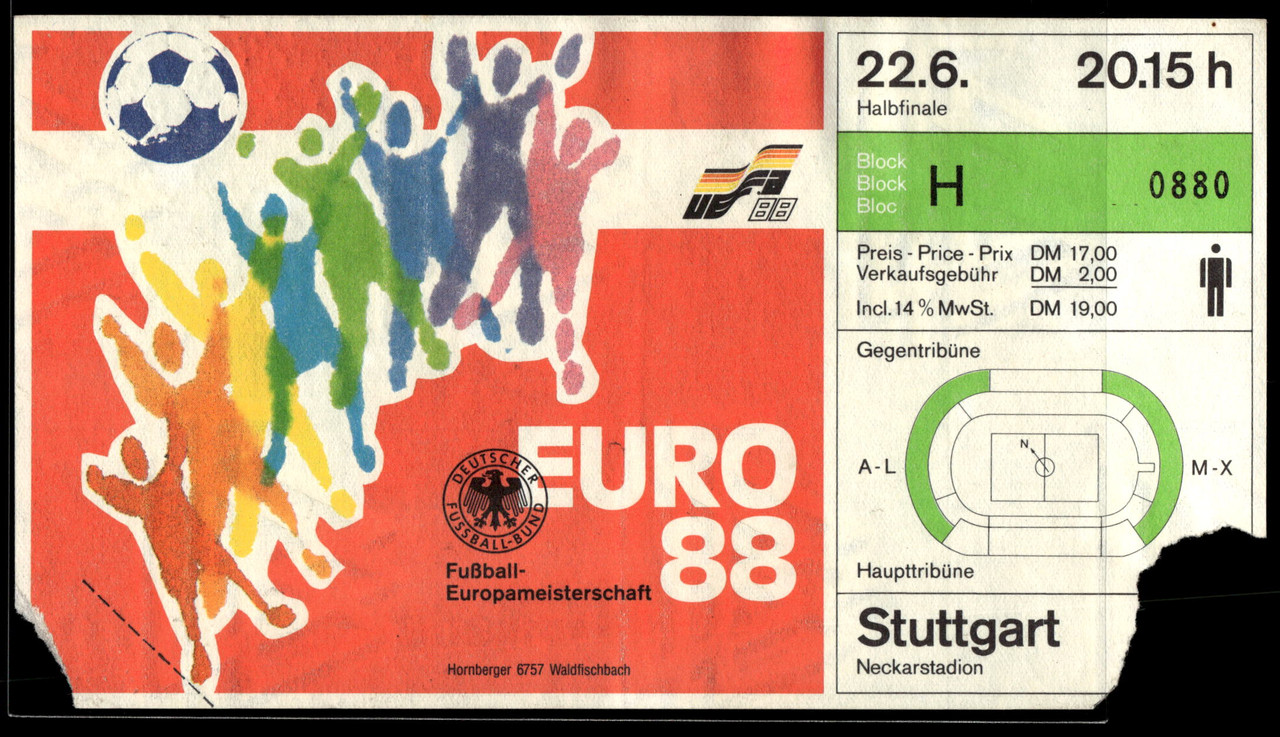 UEFA
88
DEUTSCHER
FUSSBALL-BUND
EURO
88
Fußball-
Europameisterschaft
Hornberger 6757 Waldfischbach
22.6. 20.15 h
Halbfinale
Block
Block H 0880
Bloc
Preis - Price - Prix DM 17,00
Verkaufsgebühr DM 2,00
Incl. 14 % MwSt. DM 19,00
Gegentribüne
N
A - L M - X
Haupttribüne
Stuttgart
Neckarstadion